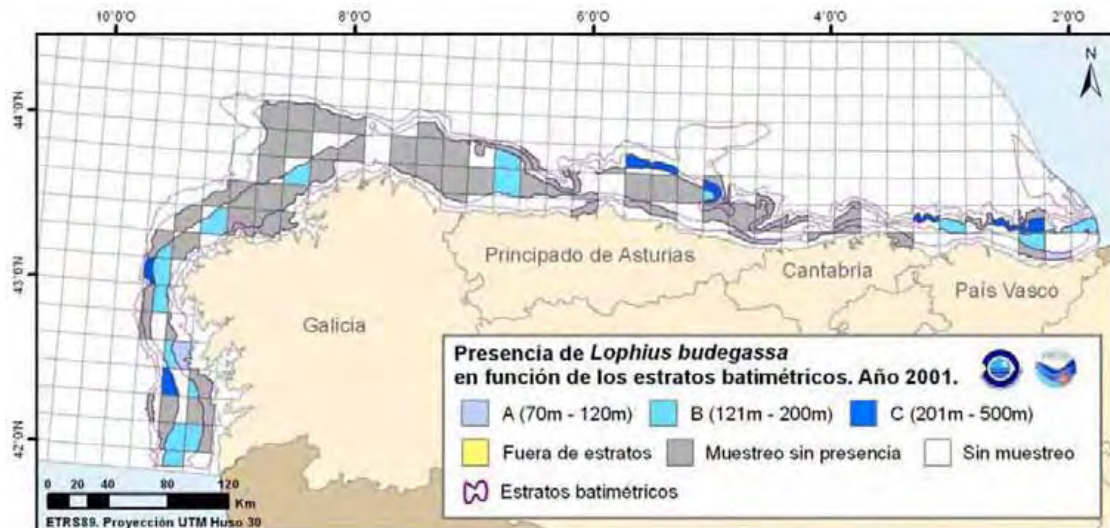 10°0'O 8°0'O 6°0'O 4°0'O 2°0'O
N
44°0'N
43°0'N
42°0'N
Principado de Asturias
Cantabria
País Vasco
Galicia
Presencia de Lophius budegassa
en función de los estratos batimétricos. Año 2001.
A (70m - 120m) B (121m - 200m) C (201m - 500m)
Fuera de estratos Muestreo sin presencia Sin muestreo
Estratos batimétricos
0 20 40 80 120
Km
ETRS89. Proyección UTM Huso 30